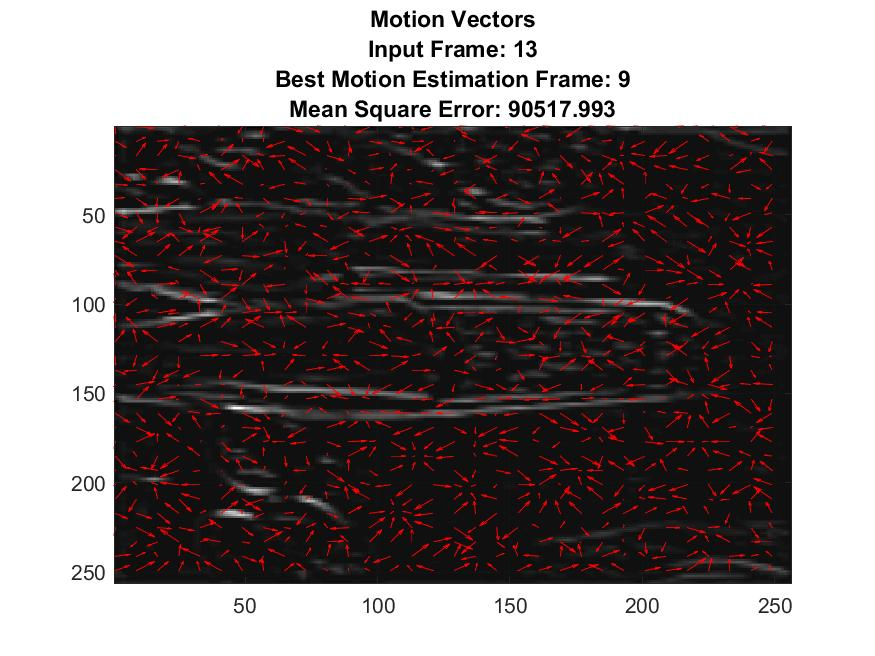 Motion Vectors
Input Frame: 13
Best Motion Estimation Frame: 9
Mean Square Error: 90517.993
50
100
150
200
250
50 100 150 200 250